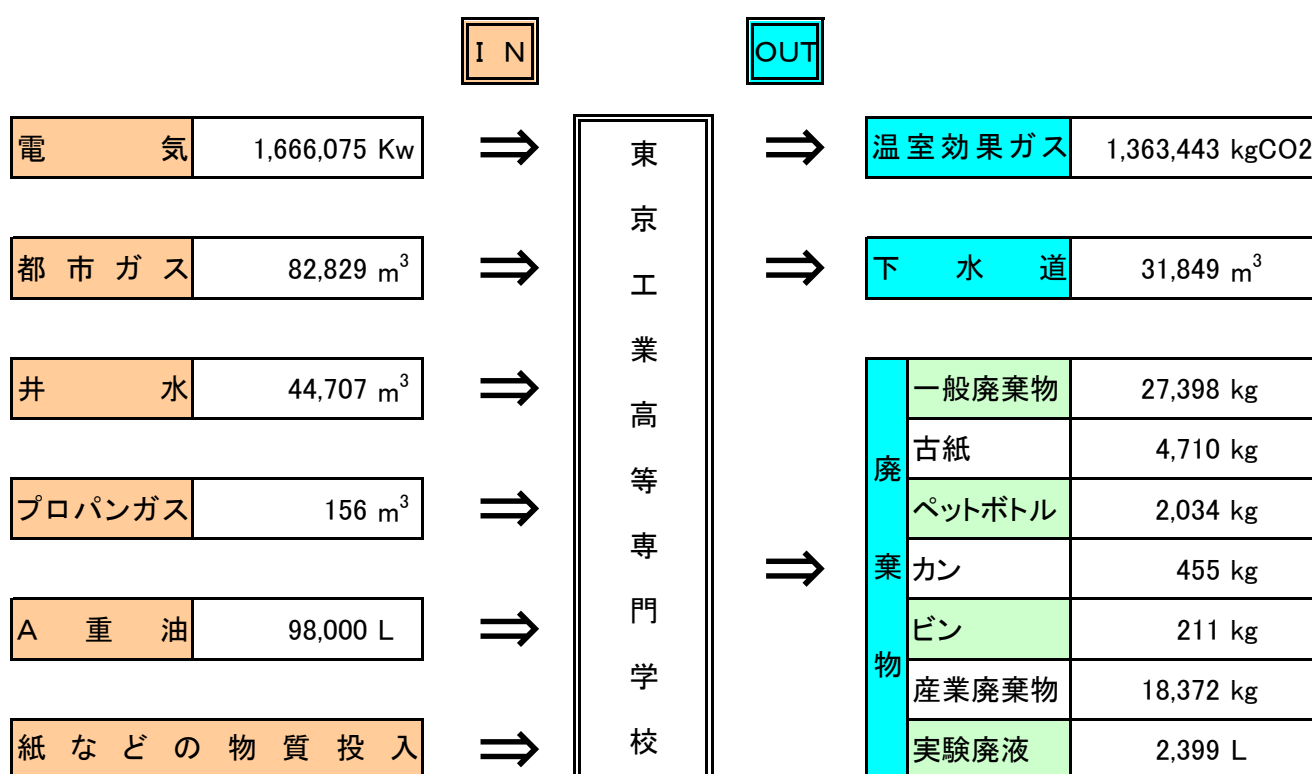 ＩＮ
OUT
電気 1,666,075 Kw ⇒ ⇒ 温室効果ガス 1,363,443 kgCO2
都市ガス 82,829 m³ ⇒ ⇒ 下水道 31,849 m³
井水 44,707 m³ ⇒
プロパンガス 156 m³ ⇒
Ａ重油 98,000 L ⇒
紙などの物質投入 ⇒
東京工業高等専門学校
⇒ 廃棄物
一般廃棄物 27,398 kg
古紙 4,710 kg
ペットボトル 2,034 kg
カン 455 kg
ビン 211 kg
産業廃棄物 18,372 kg
実験廃液 2,399 L